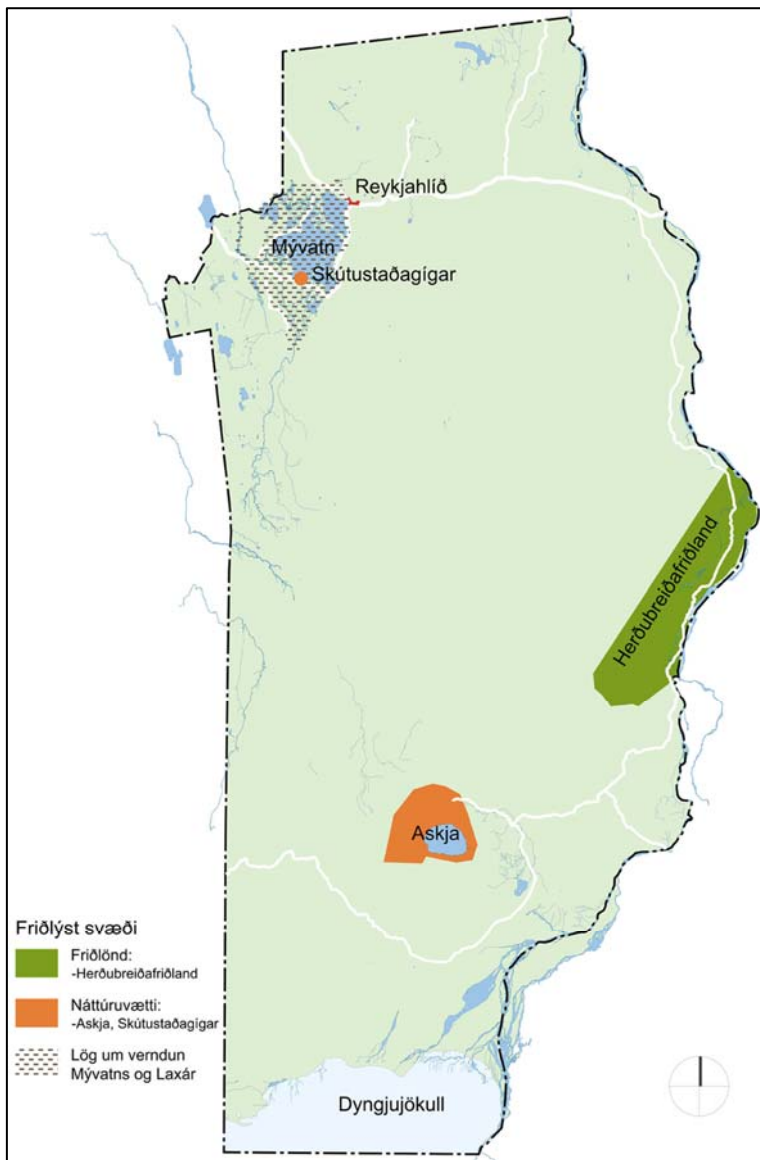 Reykjahlíð
Mývatn
Skútustaðagígar
Herðubreiðafriðland
Askja
Friðlýst svæði
Friðlönd:
-Herðubreiðafriðland
Náttúruvætti:
-Askja, Skútustaðagígar
Lög um verndun
Mývatns og Laxár
Dyngjujökull